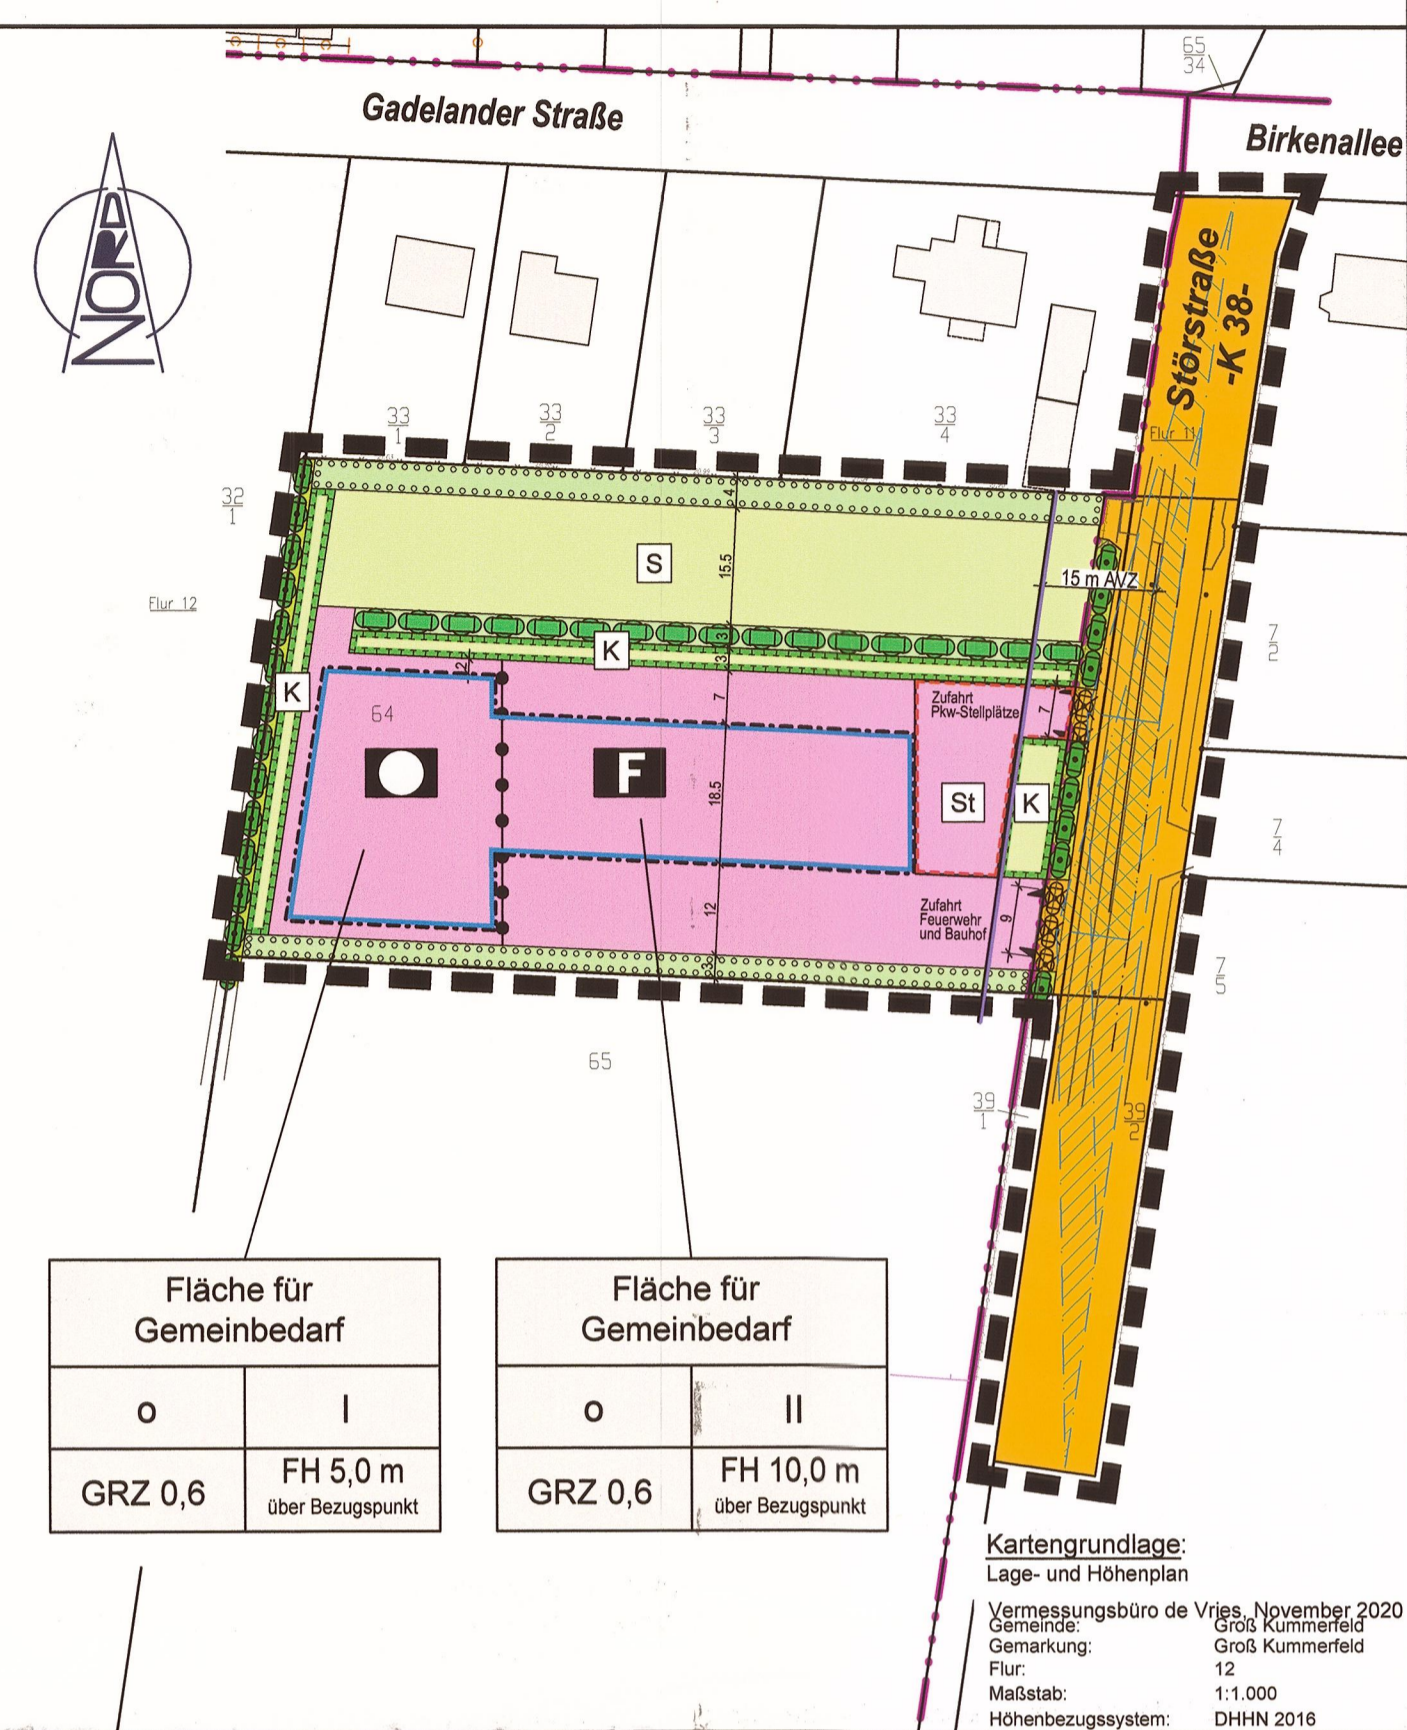 65
34
Gadelander Straße
Birkenallee
NORD
Störstraße
-K 38-
33
1
33
2
33
3
33
4
Flur 11
32
1
4
S
15.5
15 m AVZ
Flur 12
7
2
3
K
3
2
K
7
Zufahrt
Pkw-Stellplätze
7
64
F
18.5
St
K
7
4
12
Zufahrt
Feuerwehr
und Bauhof
9
3
7
5
65
39
1
39
2
Fläche für
Gemeinbedarf
o
I
GRZ 0,6
FH 5,0 m
über Bezugspunkt
Fläche für
Gemeinbedarf
o
II
GRZ 0,6
FH 10,0 m
über Bezugspunkt
Kartengrundlage:
Lage- und Höhenplan
Vermessungsbüro de Vries, November 2020
Gemeinde: Groß Kummerfeld
Gemarkung: Groß Kummerfeld
Flur: 12
Maßstab: 1:1.000
Höhenbezugssystem: DHHN 2016